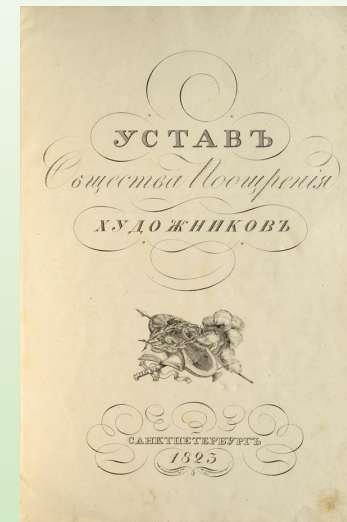 УСТАВЪ
Общества Поощренія
ХУДОЖНИКОВЪ
САНКТПЕТЕРБУРГЪ
1823